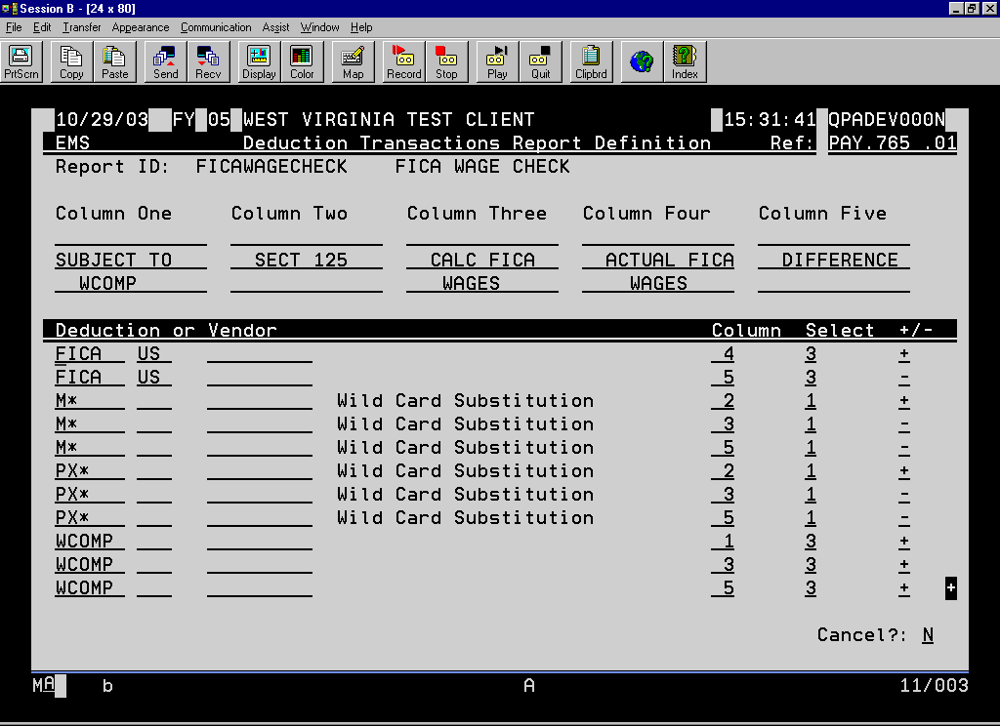 Session B - [24 x 80]
File Edit Transfer Appearance Communication Assist Window Help
PrtScrn Copy Paste Send Recv Display Color Map Record Stop Play Quit Clipbrd Index
10/29/03 FY 05 WEST VIRGINIA TEST CLIENT 15:31:41 QPADEV000N
EMS Deduction Transactions Report Definition Ref: PAY.765 .01
Report ID: FICAWAGECHECK FICA WAGE CHECK
Column One Column Two Column Three Column Four Column Five
SUBJECT TO SECT 125 CALC FICA ACTUAL FICA DIFFERENCE
WCOMP WAGES WAGES
Deduction or Vendor Column Select +/-
FICA US 4 3 +
FICA US 5 3 -
M* Wild Card Substitution 2 1 +
M* Wild Card Substitution 3 1 -
M* Wild Card Substitution 5 1 -
PX* Wild Card Substitution 2 1 +
PX* Wild Card Substitution 3 1 -
PX* Wild Card Substitution 5 1 -
WCOMP 1 3 +
WCOMP 3 3 +
WCOMP 5 3 + +
Cancel?: N
MA b A 11/003